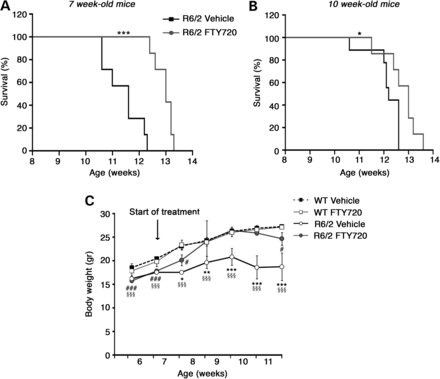 A
7 week-old mice
R6/2 Vehicle
R6/2 FTY720
***
Survival (%)
100
80
60
40
20
0
8 9 10 11 12 13 14
Age (weeks)
B
10 week-old mice
*
Survival (%)
100
80
60
40
20
0
8 9 10 11 12 13 14
Age (weeks)
C
Start of treatment
WT Vehicle
WT FTY720
R6/2 Vehicle
R6/2 FTY720
Body weight (gr)
30
25
20
15
10
5
0
###
§§§
###
§§§
#
*
§§§
**
§§§
***
§§§
***
§§§
#
***
§§§
6 7 8 9 10 11
Age (weeks)